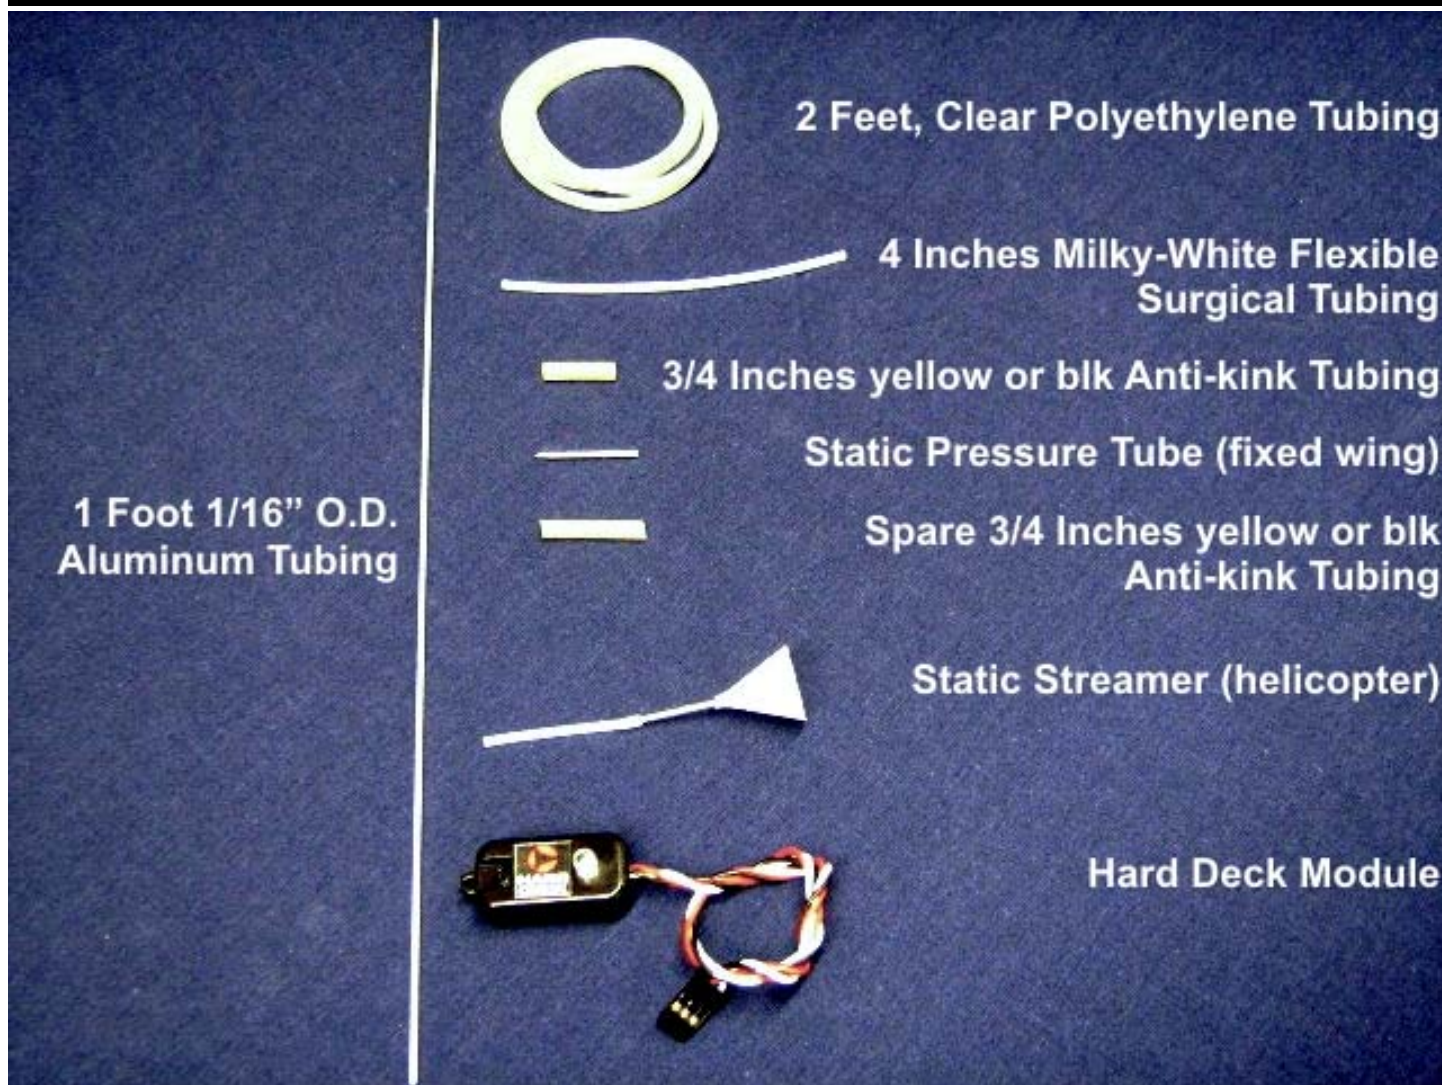 2 Feet, Clear Polyethylene Tubing
4 Inches Milky-White Flexible
Surgical Tubing
3/4 Inches yellow or blk Anti-kink Tubing
Static Pressure Tube (fixed wing)
1 Foot 1/16” O.D.
Aluminum Tubing
Spare 3/4 Inches yellow or blk
Anti-kink Tubing
Static Streamer (helicopter)
Hard Deck Module